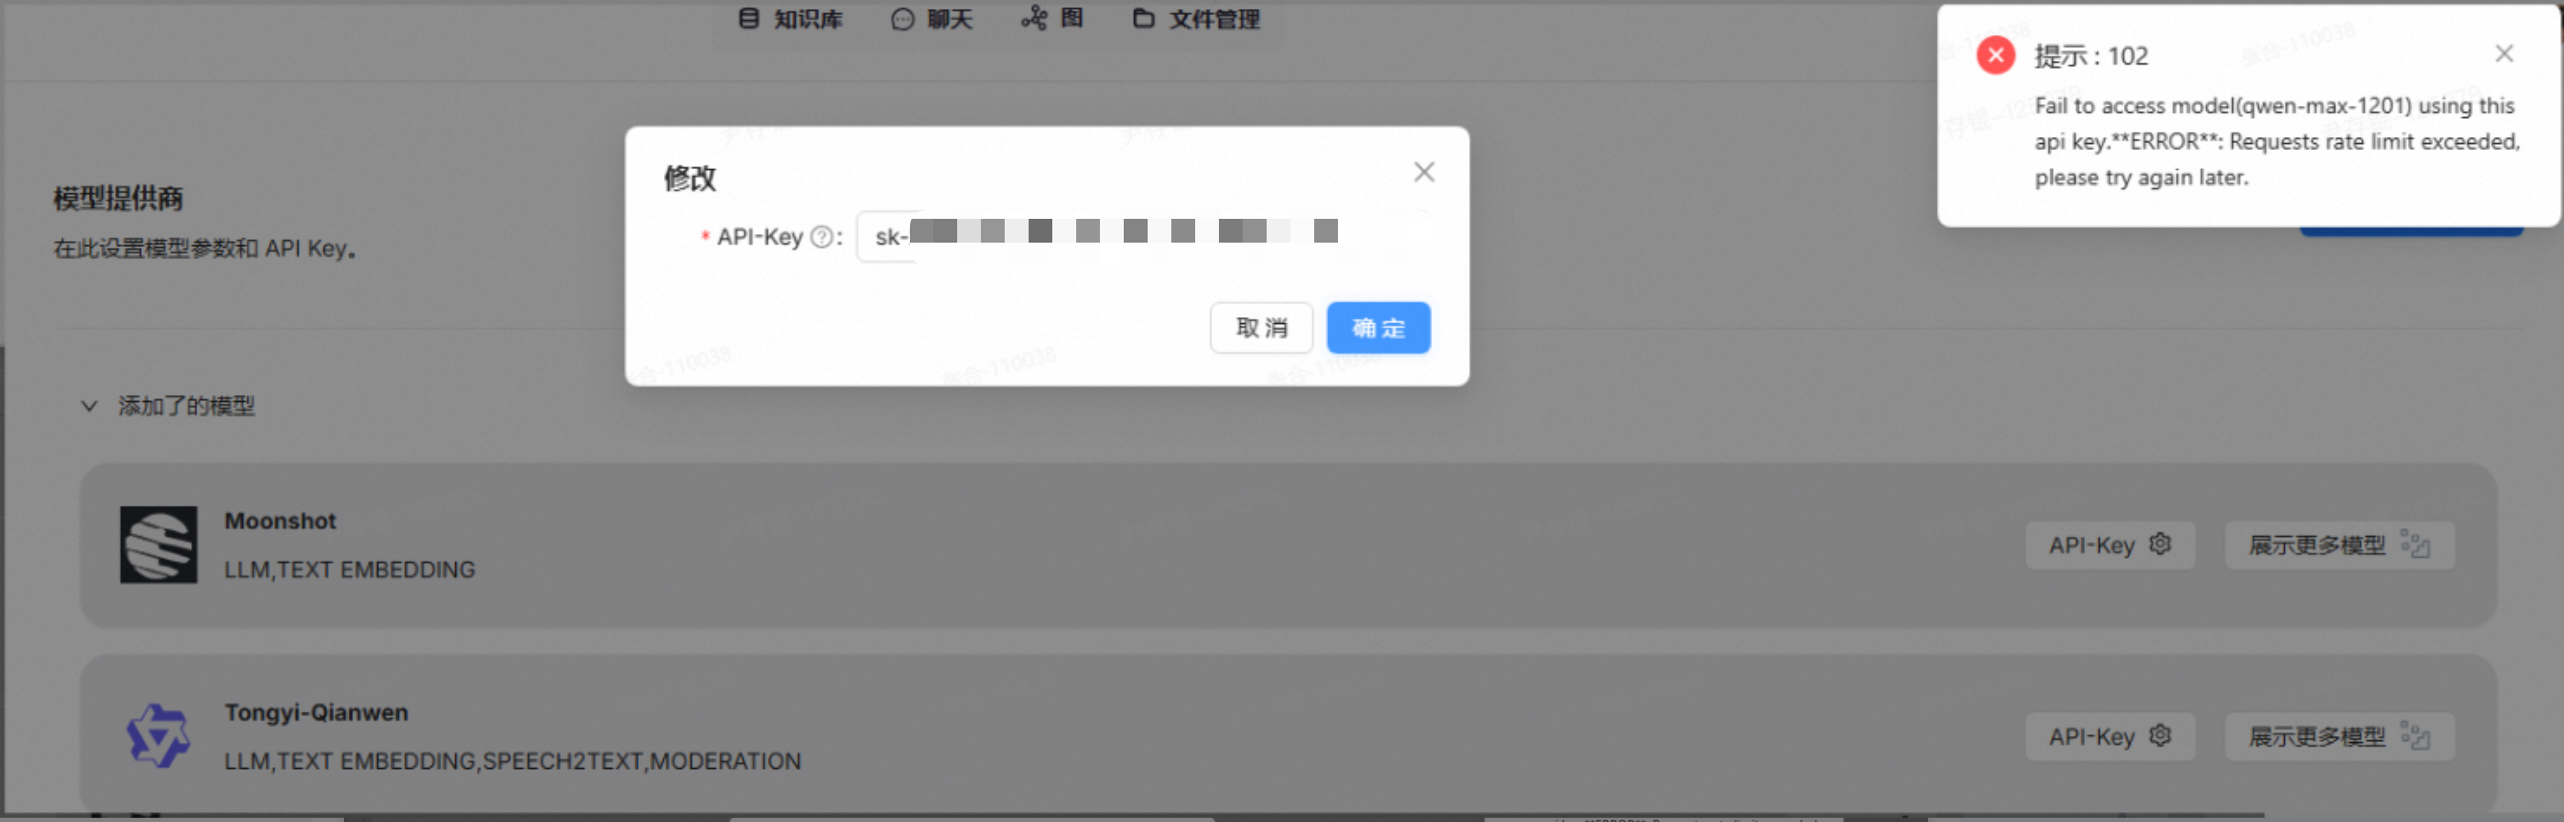 知识库 聊天 图 文件管理
提示 : 102
Fail to access model(qwen-max-1201) using this
api key.**ERROR**: Requests rate limit exceeded,
please try again later.
修改
* API-Key ? :
sk-
取 消 确 定
模型提供商
在此设置模型参数和 API Key。
添加了的模型
Moonshot
LLM,TEXT EMBEDDING
API-Key 展示更多模型
Tongyi-Qianwen
LLM,TEXT EMBEDDING,SPEECH2TEXT,MODERATION
API-Key 展示更多模型